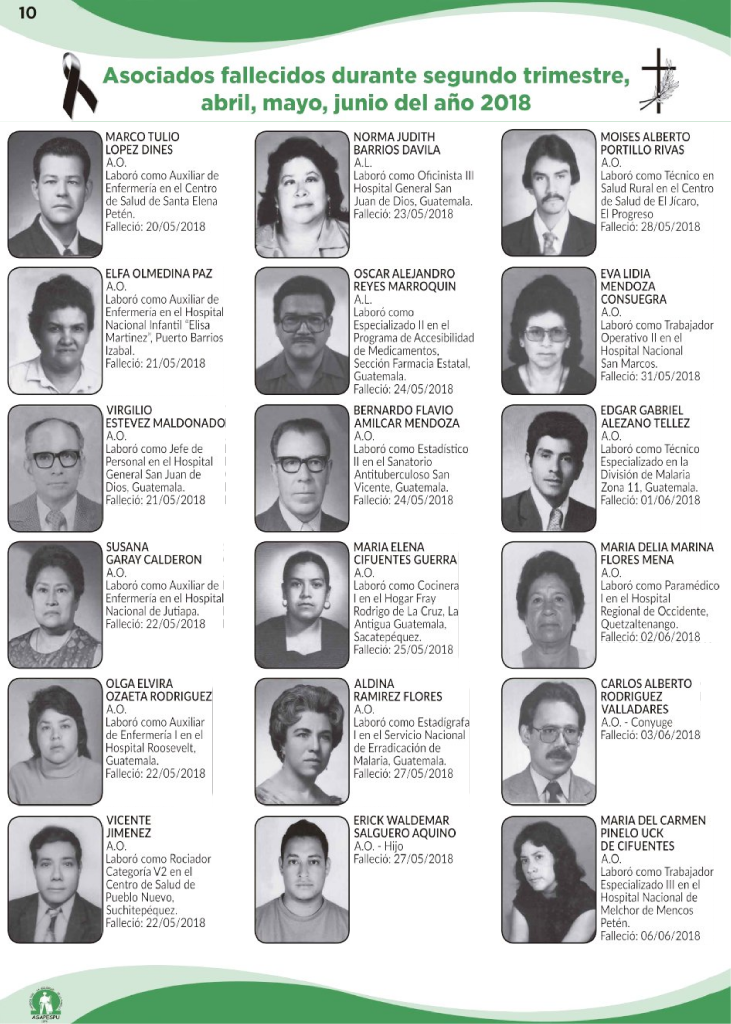 10
Asociados fallecidos durante segundo trimestre,
abril, mayo, junio del año 2018
MARCO TULIO
LOPEZ DINES
A.O.
Laboró como Auxiliar de
Enfermería en el Centro
de Salud de Santa Elena
Petén.
Falleció: 20/05/2018
ELFA OLMEDINA PAZ
A.O.
Laboró como Auxiliar de
Enfermería en el Hospital
Nacional Infantil “Elisa
Martinez”, Puerto Barrios
Izabal.
Falleció: 21/05/2018
VIRGILIO
ESTEVEZ MALDONADO
A.O.
Laboró como Jefe de
Personal en el Hospital
General San Juan de
Dios, Guatemala.
Falleció: 21/05/2018
SUSANA
GARAY CALDERON
A.O.
Laboró como Auxiliar de
Enfermería en el Hospital
Nacional de Jutiapa.
Falleció: 22/05/2018
OLGA ELVIRA
OZAETA RODRIGUEZ
A.O.
Laboró como Auxiliar
de Enfermería I en el
Hospital Roosevelt,
Guatemala.
Falleció: 22/05/2018
VICENTE
JIMENEZ
A.O.
Laboró como Rociador
Categoría V2 en el
Centro de Salud de
Pueblo Nuevo,
Suchitepéquez.
Falleció: 22/05/2018
NORMA JUDITH
BARRIOS DAVILA
A.L.
Laboró como Oficinista III
Hospital General San
Juan de Dios, Guatemala.
Falleció: 23/05/2018
OSCAR ALEJANDRO
REYES MARROQUIN
A.L.
Laboró como
Especializado II en el
Programa de Accesibilidad
de Medicamentos,
Sección Farmacia Estatal,
Guatemala.
Falleció: 24/05/2018
BERNARDO FLAVIO
AMILCAR MENDOZA
A.O.
Laboró como Estadístico
II en el Sanatorio
Antituberculoso San
Vicente, Guatemala.
Falleció: 24/05/2018
MARIA ELENA
CIFUENTES GUERRA
A.O.
Laboró como Cocinera
I en el Hogar Fray
Rodrigo de La Cruz, La
Antigua Guatemala,
Sacatepéquez.
Falleció: 25/05/2018
ALDINA
RAMIREZ FLORES
A.O.
Laboró como Estadígrafa
I en el Servicio Nacional
de Erradicación de
Malaria, Guatemala.
Falleció: 27/05/2018
ERICK WALDEMAR
SALGUERO AQUINO
A.O. - Hijo
Falleció: 27/05/2018
MOISES ALBERTO
PORTILLO RIVAS
A.O.
Laboró como Técnico en
Salud Rural en el Centro
de Salud de El Jícaro,
El Progreso
Falleció: 28/05/2018
EVA LIDIA
MENDOZA
CONSUEGRA
A.O.
Laboró como Trabajador
Operativo II en el
Hospital Nacional
San Marcos.
Falleció: 31/05/2018
EDGAR GABRIEL
ALEZANO TELLEZ
A.O.
Laboró como Técnico
Especializado en la
División de Malaria
Zona 11, Guatemala.
Falleció: 01/06/2018
MARIA DELIA MARINA
FLORES MENA
A.O.
Laboró como Paramédico
I en el Hospital
Regional de Occidente,
Quetzaltenango.
Falleció: 02/06/2018
CARLOS ALBERTO
RODRIGUEZ
VALLADARES
A.O. - Conyuge
Falleció: 03/06/2018
MARIA DEL CARMEN
PINELO UCK
DE CIFUENTES
A.O.
Laboró como Trabajador
Especializado III en el
Hospital Nacional de
Melchor de Mencos
Petén.
Falleció: 06/06/2018
ASAPESPU